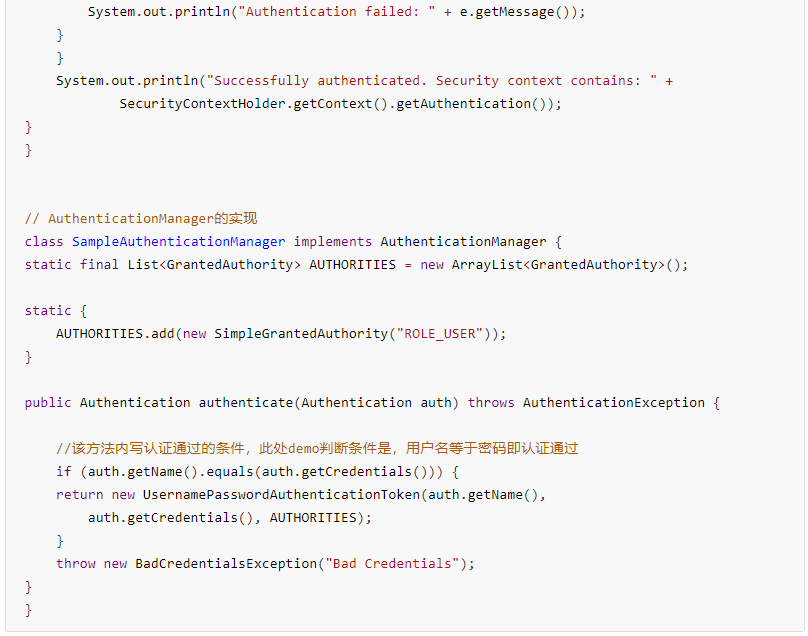 System.out.println("Authentication failed: " + e.getMessage());
    }
    }
    System.out.println("Successfully authenticated. Security context contains: " +
            SecurityContextHolder.getContext().getAuthentication());
}
}
// AuthenticationManager的实现
class SampleAuthenticationManager implements AuthenticationManager {
static final List<GrantedAuthority> AUTHORITIES = new ArrayList<GrantedAuthority>();
static {
    AUTHORITIES.add(new SimpleGrantedAuthority("ROLE_USER"));
}
public Authentication authenticate(Authentication auth) throws AuthenticationException {
    //该方法内写认证通过的条件，此处demo判断条件是，用户名等于密码即认证通过
    if (auth.getName().equals(auth.getCredentials())) {
    return new UsernamePasswordAuthenticationToken(auth.getName(),
        auth.getCredentials(), AUTHORITIES);
    }
    throw new BadCredentialsException("Bad Credentials");
}
}